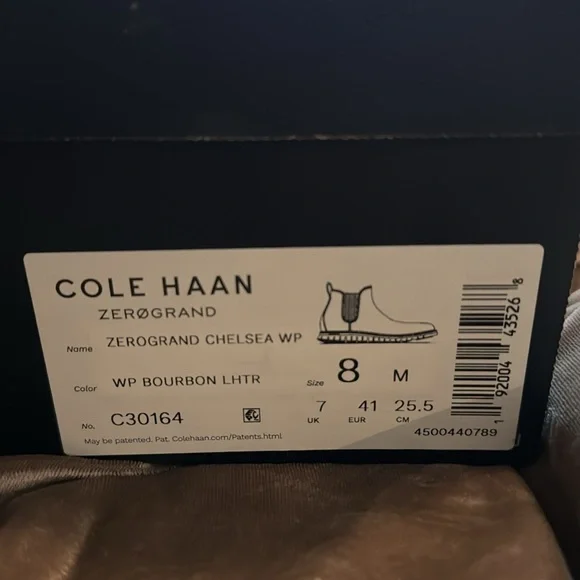 COLE HAAN
ZERØGRAND
Name ZEROGRAND CHELSEA WP
Color WP BOURBON LHTR
Size 8 M
No. C30164
7 41 25.5
UK EUR CM
May be patented. Pat. Colehaan.com/Patents.html
4500440789
1 92004 43526 8